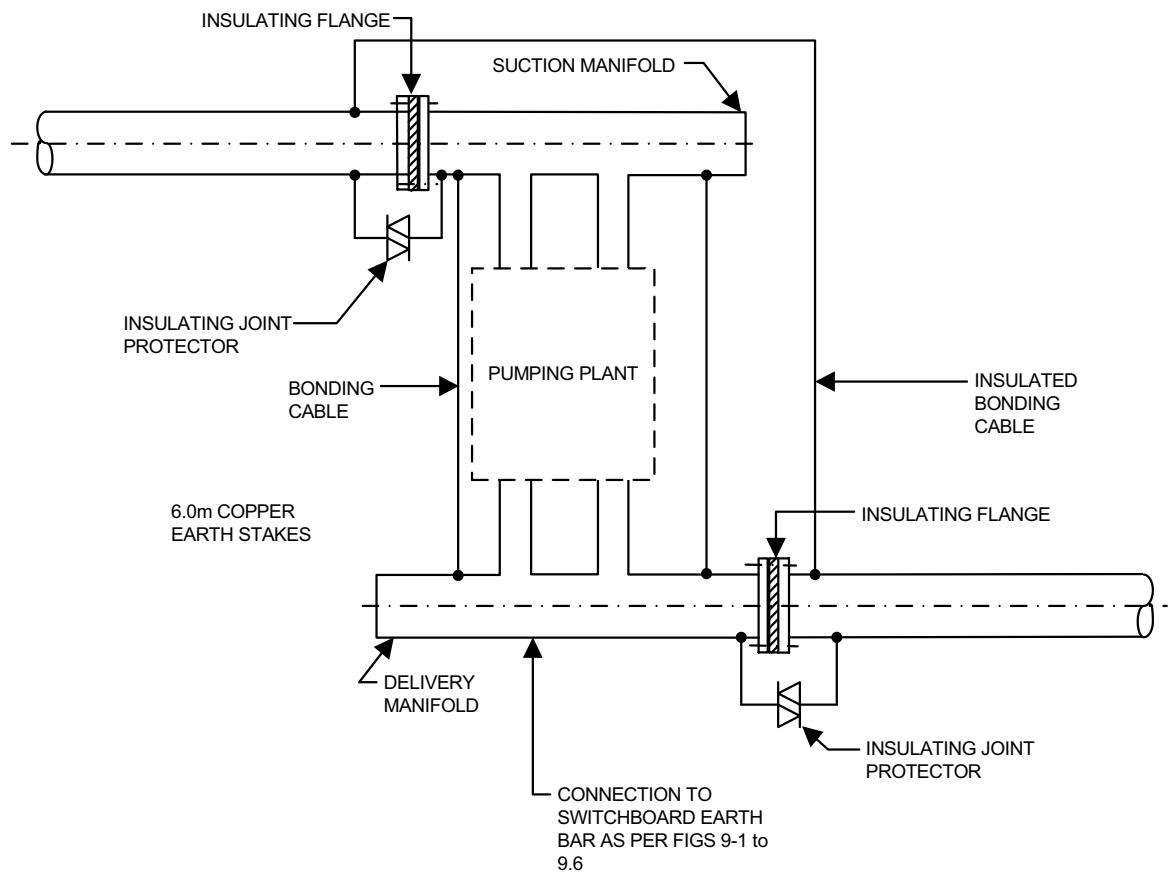 INSULATING FLANGE
SUCTION MANIFOLD
INSULATING JOINT
PROTECTOR
BONDING
CABLE
PUMPING PLANT
INSULATED
BONDING
CABLE
6.0m COPPER
EARTH STAKES
INSULATING FLANGE
DELIVERY
MANIFOLD
INSULATING JOINT
PROTECTOR
CONNECTION TO
SWITCHBOARD EARTH
BAR AS PER FIGS 9-1 to
9.6